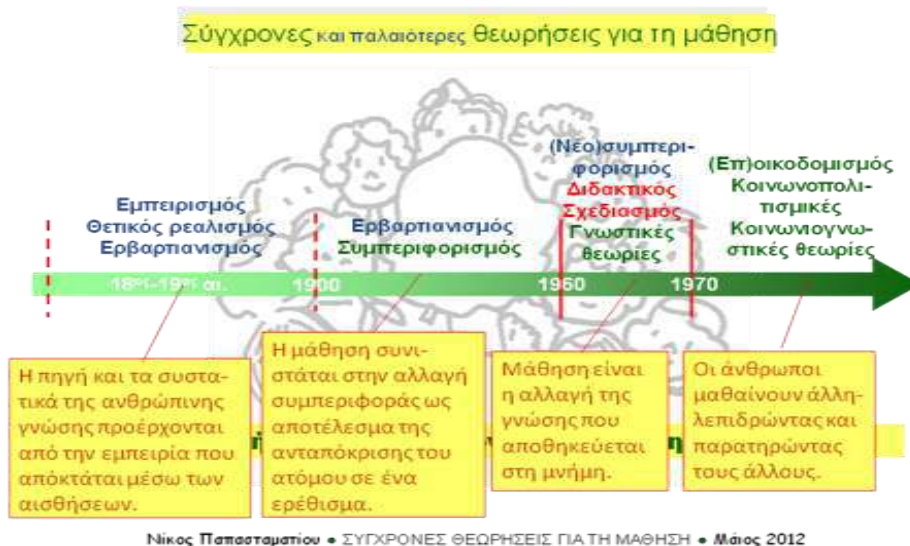 Σύγχρονες και παλαιότερες θεωρήσεις για τη μάθηση
Εμπειρισμός
Θετικός ρεαλισμός
Ερβαρτιανισμός
Ερβαρτιανισμός
Συμπεριφορισμός
(Νέο)συμπερι-
φορισμός
Διδακτικός
Σχεδιασμός
Γνωστικές
θεωρίες
(Επ)οικοδομισμός
Κοινωνοπολι-
τισμικές
Κοινωνιογνω-
στικές θεωρίες
18ος-19ος αι.
1900
1960
1970
Η πηγή και τα συστα-
τικά της ανθρώπινης
γνώσης προέρχονται
από την εμπειρία που
απόκτάται μέσω των
αισθήσεων.
Η μάθηση συνι-
στάται στην αλλαγή
συμπεριφοράς ως
αποτέλεσμα της
ανταπόκρισης του
ατόμου σε ένα
ερέθισμα.
Μάθηση είναι
η αλλαγή της
γνώσης που
αποθηκεύεται
στη μνήμη.
Οι άνθρωποι
μαθαίνουν άλλη-
λεπιδρώντας και
παρατηρώντας
τους άλλους.
Νίκος Παπασταματίου • ΣΥΓΧΡΟΝΕΣ ΘΕΩΡΗΣΕΙΣ ΓΙΑ ΤΗ ΜΑΘΗΣΗ • Μάιος 2012